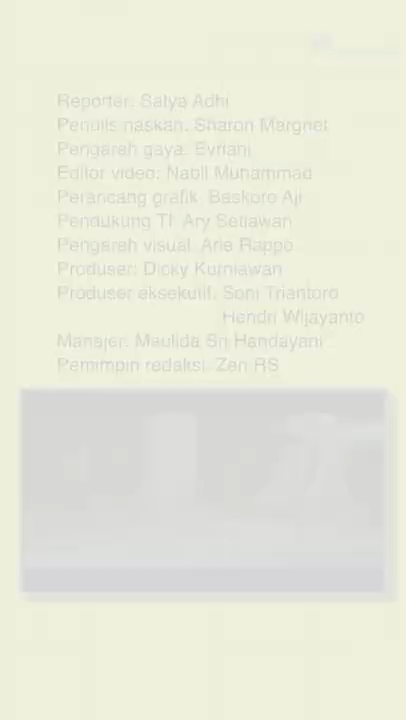 Reporter: Satya Adhi
Penulis naskah: Sharon Margriet
Pengarah gaya: Evriani
Editor video: Nabil Muhammad
Perancang grafik: Baskoro Aji
Pendukung TI: Ary Setiawan
Pengarah visual: Arie Rappo
Produser: Dicky Kurniawan
Produser eksekutif: Soni Triantoro
Hendri Wijayanto
Manajer: Maulida Sri Handayani
Pemimpin redaksi: Zen RS